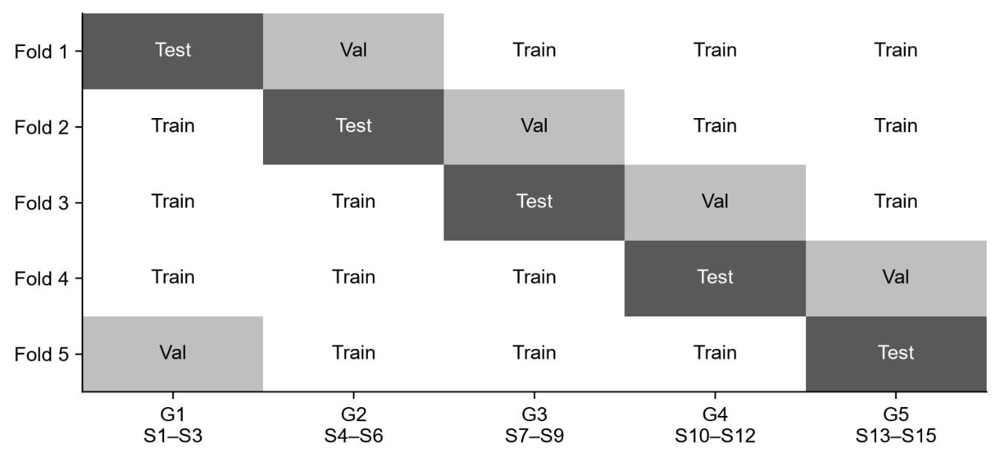 Fold 1 Test Val Train Train Train
Fold 2 Train Test Val Train Train
Fold 3 Train Train Test Val Train
Fold 4 Train Train Train Test Val
Fold 5 Val Train Train Train Test
G1 G2 G3 G4 G5
S1–S3 S4–S6 S7–S9 S10–S12 S13–S15